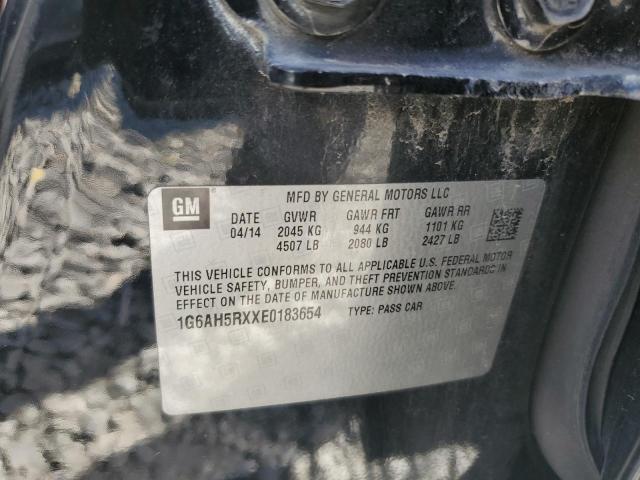 GM
MFD BY GENERAL MOTORS LLC
DATE GVWR GAWR FRT GAWR RR
04/14 2045 KG 944 KG 1101 KG
4507 LB 2080 LB 2427 LB
THIS VEHICLE CONFORMS TO ALL APPLICABLE U.S. FEDERAL MOTOR
VEHICLE SAFETY, BUMPER, AND THEFT PREVENTION STANDARDS IN
EFFECT ON THE DATE OF MANUFACTURE SHOWN ABOVE.
1G6AH5RXXE0183654 TYPE: PASS CAR